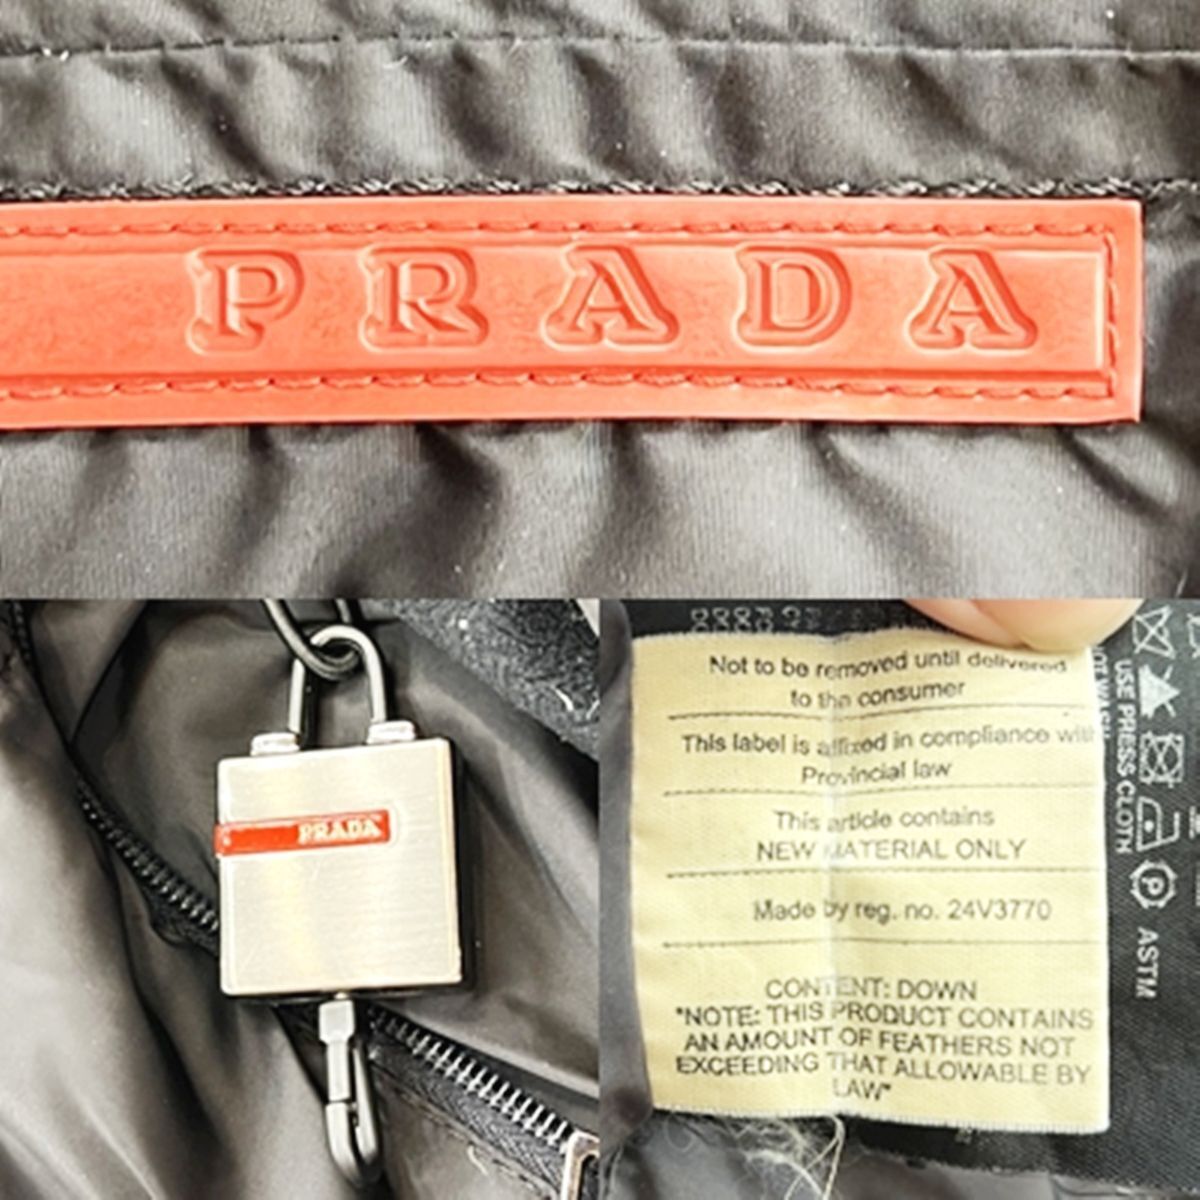 PRADA
PRADA
Not to be removed until delivered
to the consumer
This label is affixed in compliance with
Provincial law
This article contains
NEW MATERIAL ONLY
Made by reg. no. 24V3770
CONTENT: DOWN
"NOTE: THIS PRODUCT CONTAINS
AN AMOUNT OF FEATHERS NOT
EXCEEDING THAT ALLOWABLE BY
LAW"
USE PRESS CLOTH
P
ASTM